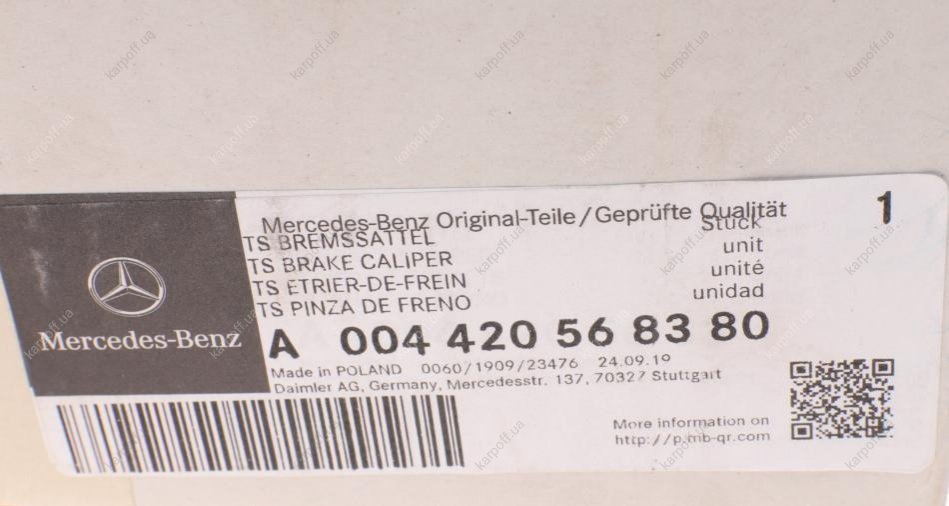 Mercedes-Benz Original-Teile/Geprüfte Qualität
1
Stück
TS BREMSSATTEL
unit
TS BRAKE CALIPER
unité
TS ETRIER-DE-FREIN
unidad
TS PINZA DE FRENO
Mercedes-Benz
A 004 420 56 83 80
Made in POLAND 0060/1909/23476 24.09.19
Daimler AG, Germany, Mercedesstr. 137, 70327 Stuttgart
More information on
http://p.mb-qr.com
karpoff.ua